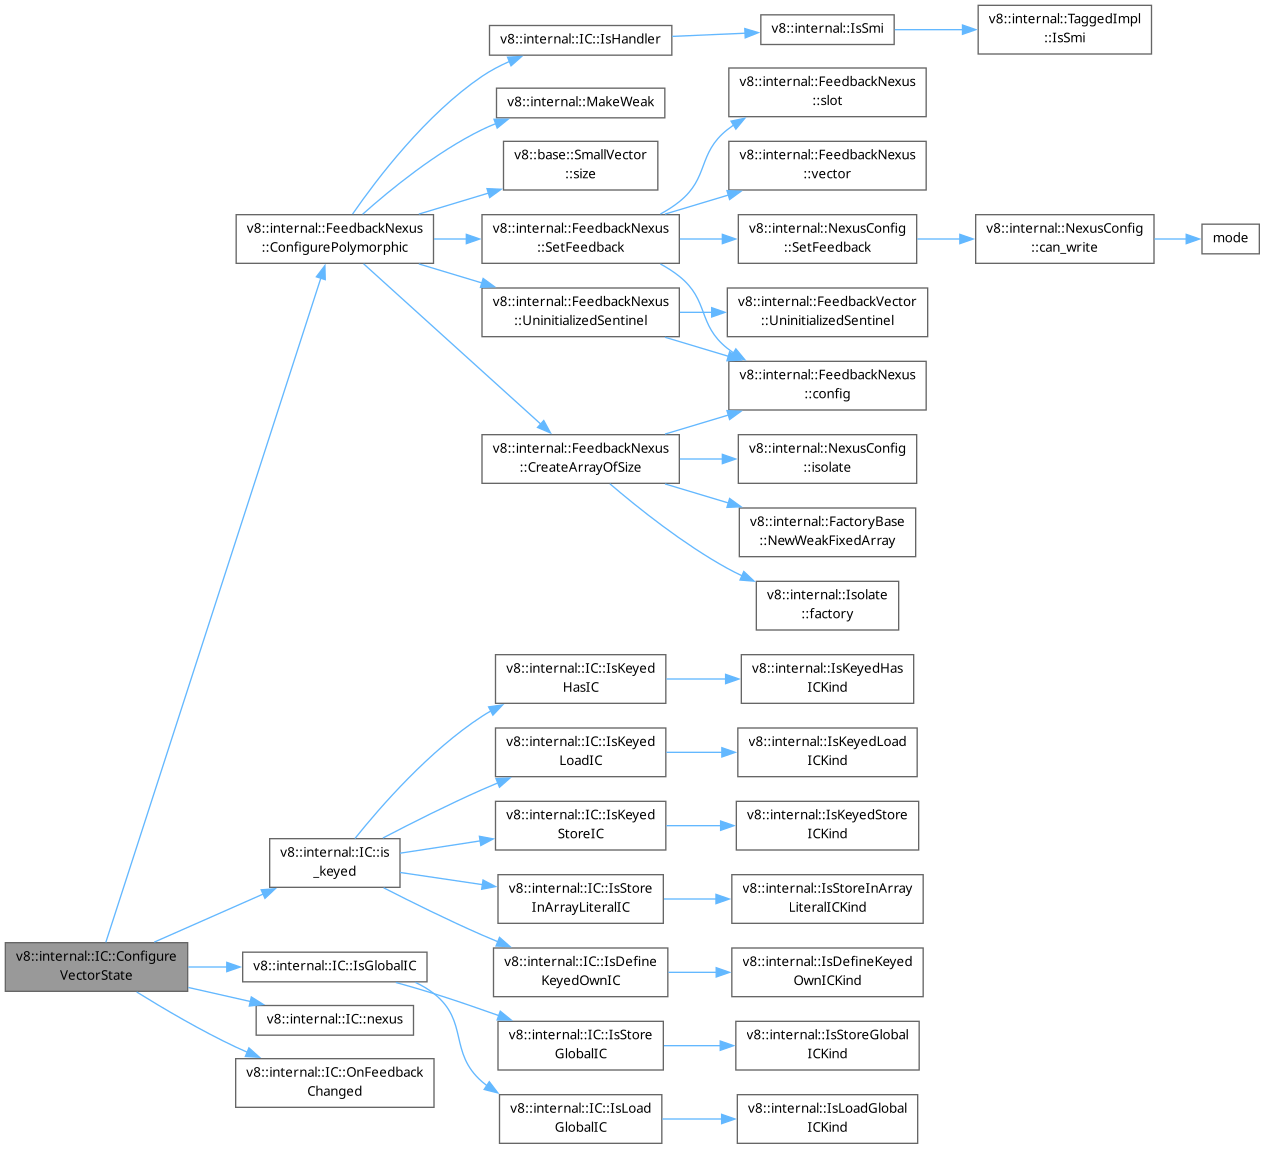 v8::internal::IC::Configure
VectorState
v8::internal::FeedbackNexus
::ConfigurePolymorphic
v8::internal::IC::IsHandler
v8::internal::IsSmi
v8::internal::TaggedImpl
::IsSmi
v8::internal::MakeWeak
v8::base::SmallVector
::size
v8::internal::FeedbackNexus
::SetFeedback
v8::internal::FeedbackNexus
::slot
v8::internal::FeedbackNexus
::vector
v8::internal::NexusConfig
::SetFeedback
v8::internal::NexusConfig
::can_write
mode
v8::internal::FeedbackNexus
::UninitializedSentinel
v8::internal::FeedbackVector
::UninitializedSentinel
v8::internal::FeedbackNexus
::config
v8::internal::FeedbackNexus
::CreateArrayOfSize
v8::internal::NexusConfig
::isolate
v8::internal::FactoryBase
::NewWeakFixedArray
v8::internal::Isolate
::factory
v8::internal::IC::is
_keyed
v8::internal::IC::IsKeyed
HasIC
v8::internal::IsKeyedHas
ICKind
v8::internal::IC::IsKeyed
LoadIC
v8::internal::IsKeyedLoad
ICKind
v8::internal::IC::IsKeyed
StoreIC
v8::internal::IsKeyedStore
ICKind
v8::internal::IC::IsStore
InArrayLiteralIC
v8::internal::IsStoreInArray
LiteralICKind
v8::internal::IC::IsDefine
KeyedOwnIC
v8::internal::IsDefineKeyed
OwnICKind
v8::internal::IC::IsGlobalIC
v8::internal::IC::IsStore
GlobalIC
v8::internal::IsStoreGlobal
ICKind
v8::internal::IC::IsLoad
GlobalIC
v8::internal::IsLoadGlobal
ICKind
v8::internal::IC::nexus
v8::internal::IC::OnFeedback
Changed